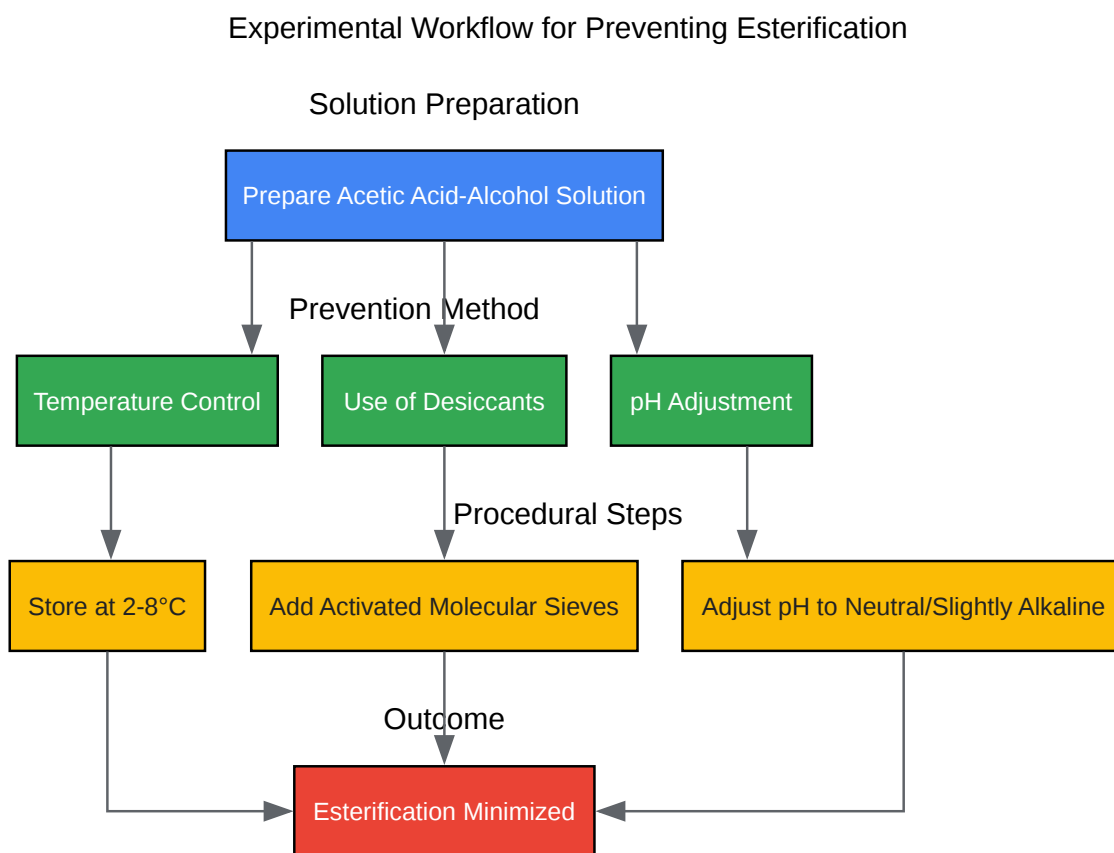 Experimental Workflow for Preventing Esterification
Solution Preparation
Prepare Acetic Acid-Alcohol Solution
Prevention Method
Temperature Control
Use of Desiccants
pH Adjustment
Procedural Steps
Store at 2-8°C
Add Activated Molecular Sieves
Adjust pH to Neutral/Slightly Alkaline
Outcome
Esterification Minimized